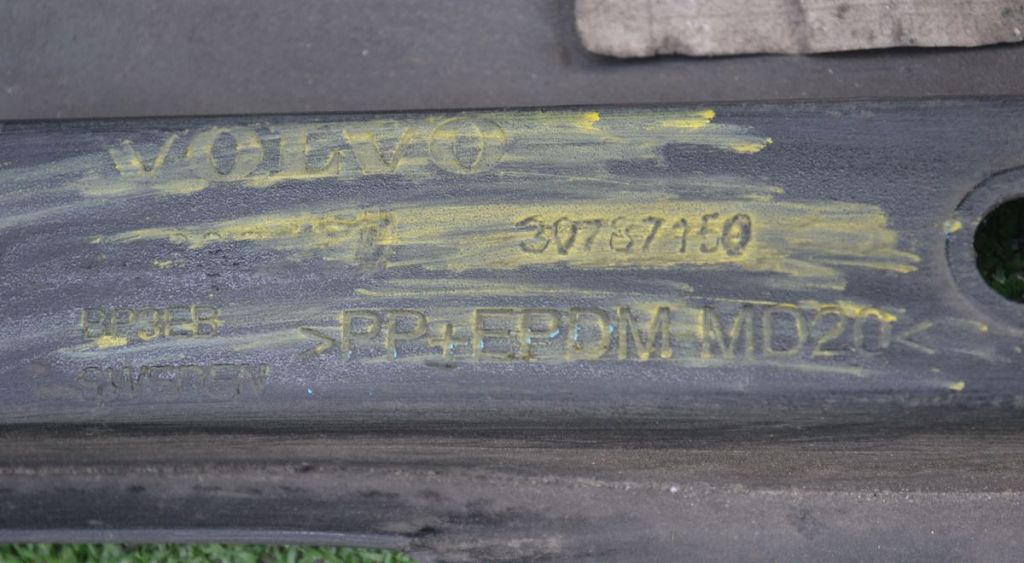 VOLVO
30787150
BP3EB
>PP+EPDM-MD20<
SWEDEN